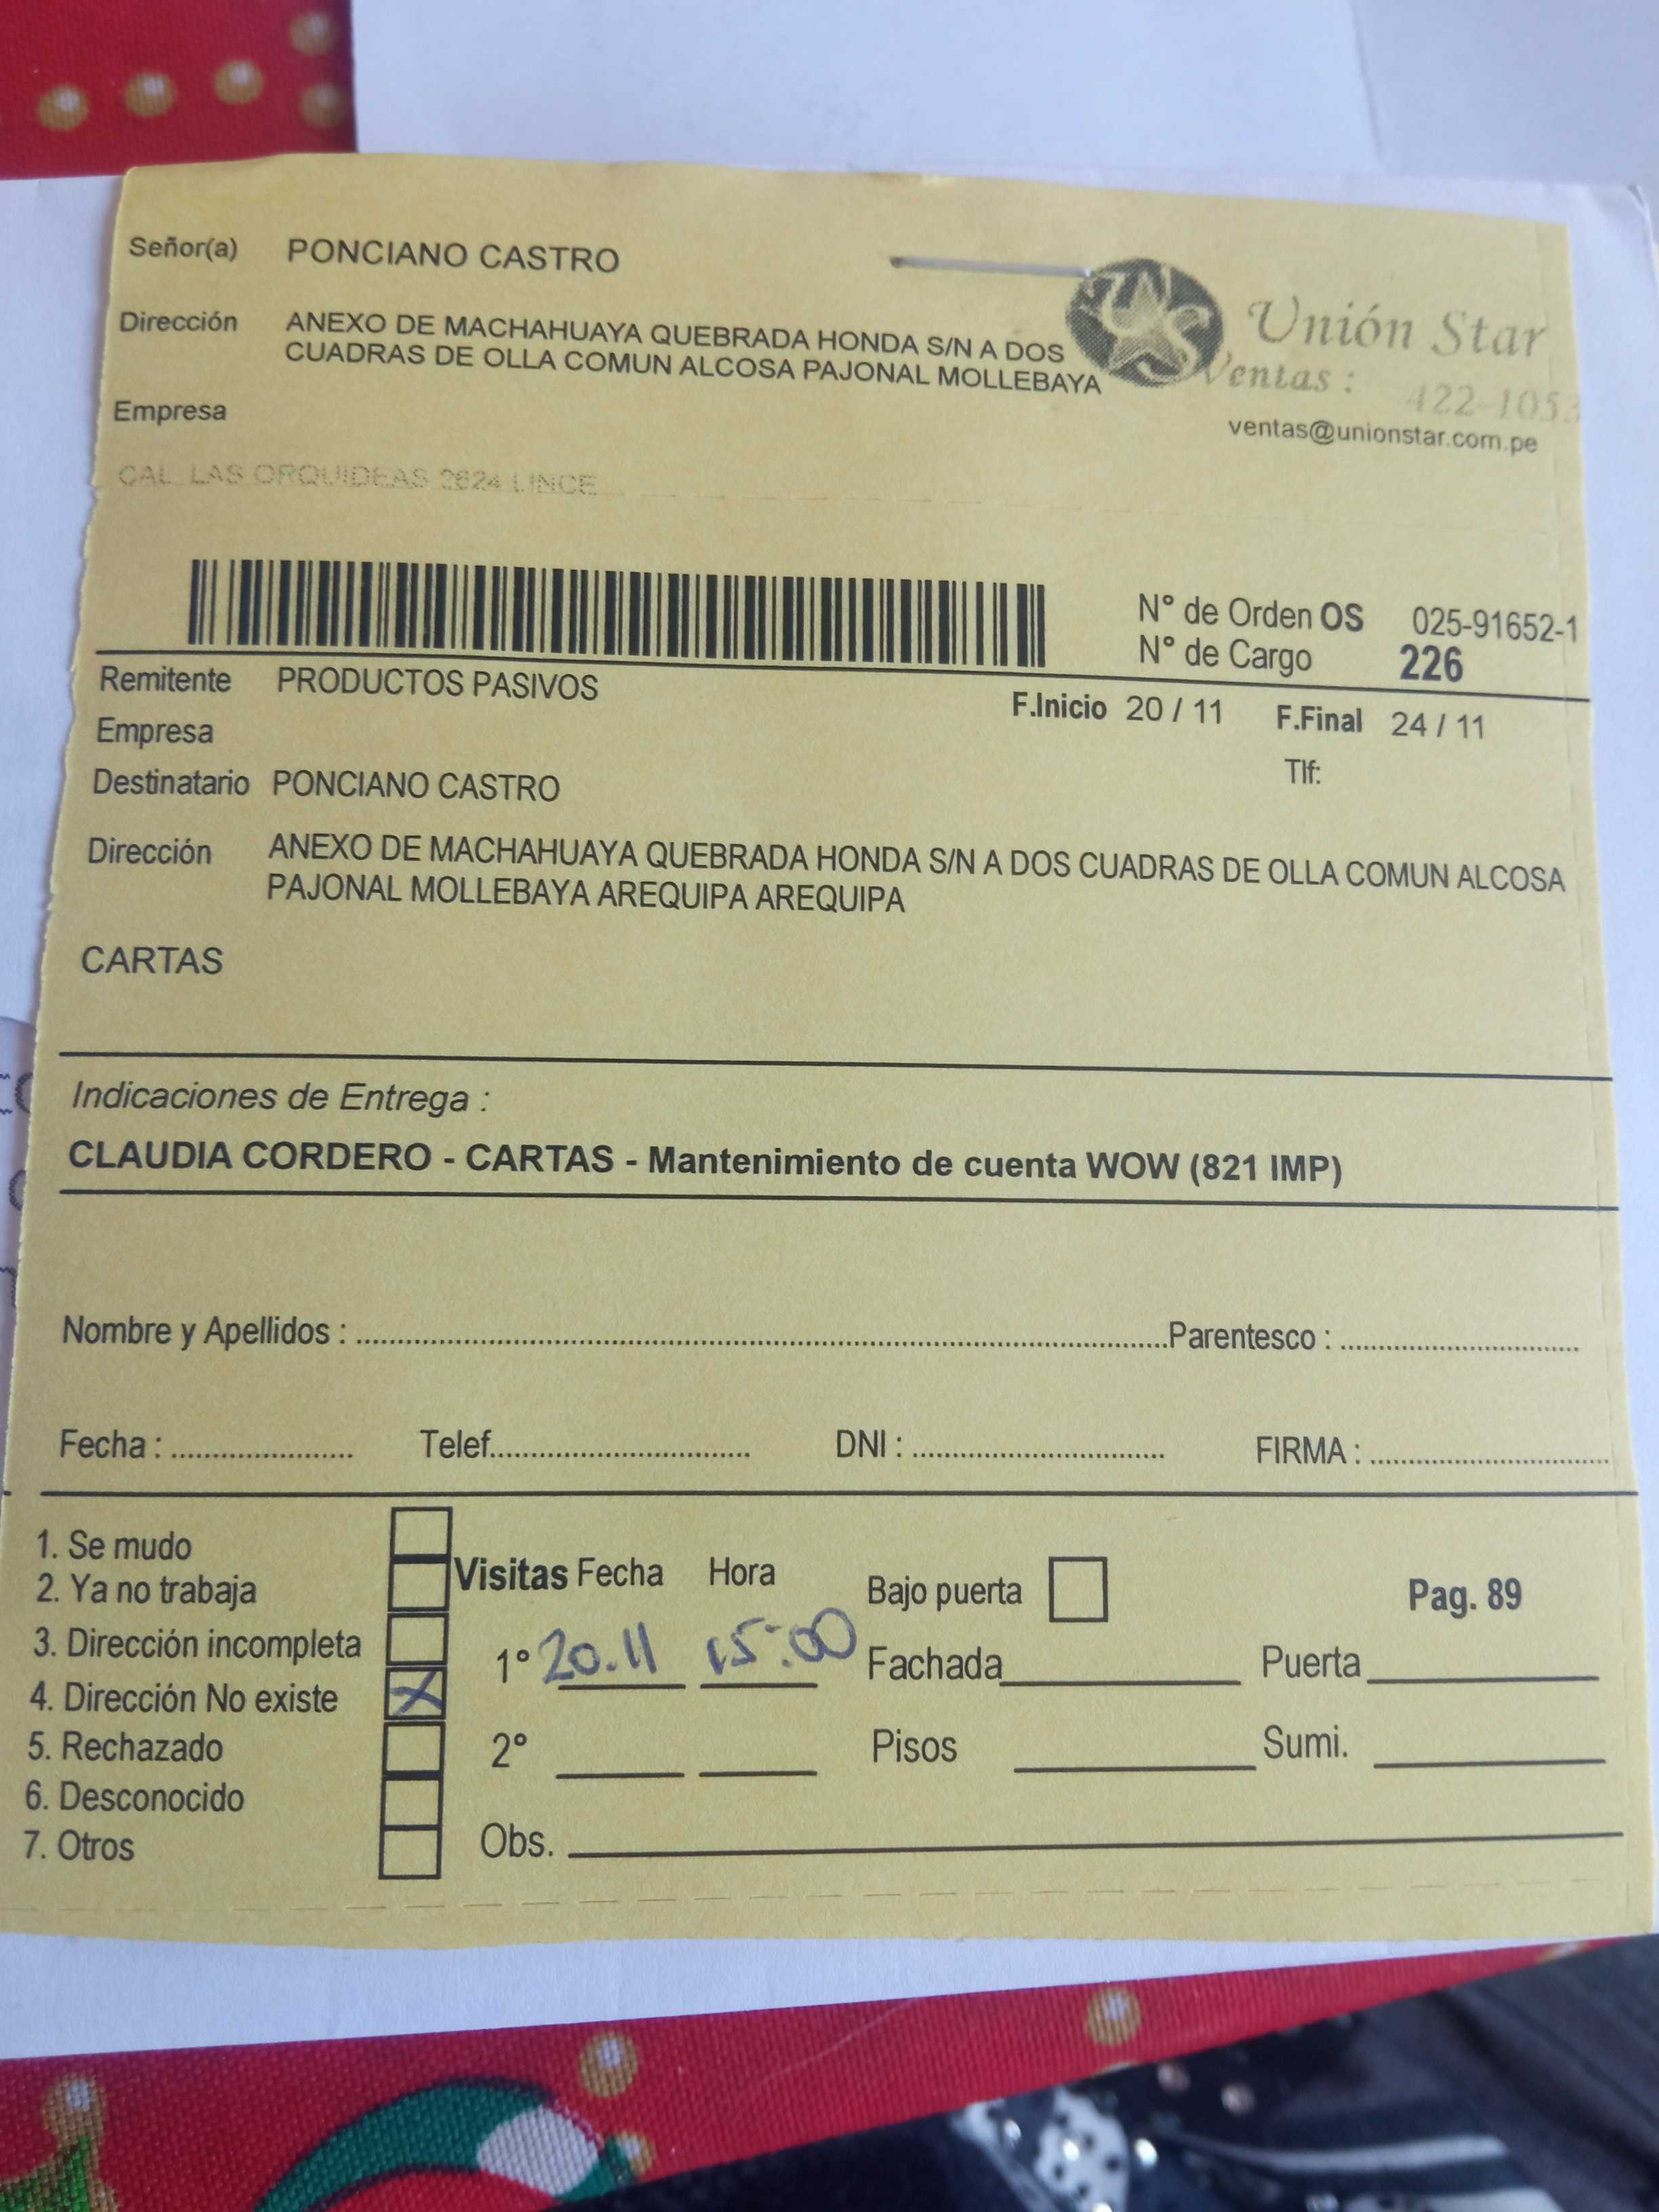 Señor(a) PONCIANO CASTRO
Dirección ANEXO DE MACHAHUAYA QUEBRADA HONDA S/N A DOS
CUADRAS DE OLLA COMUN ALCOSA PAJONAL MOLLEBAYA
Unión Star
Ventas : 422-105
ventas@unionstar.com.pe
Empresa
CAL LAS ORQUIDEAS 2624 LINCE
N° de Orden OS 025-91652-1
N° de Cargo 226
Remitente PRODUCTOS PASIVOS
F.Inicio 20 / 11 F.Final 24 / 11
Empresa
Tlf:
Destinatario PONCIANO CASTRO
Dirección ANEXO DE MACHAHUAYA QUEBRADA HONDA S/N A DOS CUADRAS DE OLLA COMUN ALCOSA
PAJONAL MOLLEBAYA AREQUIPA AREQUIPA
CARTAS
Indicaciones de Entrega :
CLAUDIA CORDERO - CARTAS - Mantenimiento de cuenta WOW (821 IMP)
Nombre y Apellidos : Parentesco :
Fecha : Telef. DNI : FIRMA :
1. Se mudo
2. Ya no trabaja
3. Dirección incompleta
4. Dirección No existe X
5. Rechazado
6. Desconocido
7. Otros
Visitas Fecha Hora
1° 20.11 15:00
2°
Obs.
Bajo puerta
Pag. 89
Fachada Puerta
Pisos Sumi.